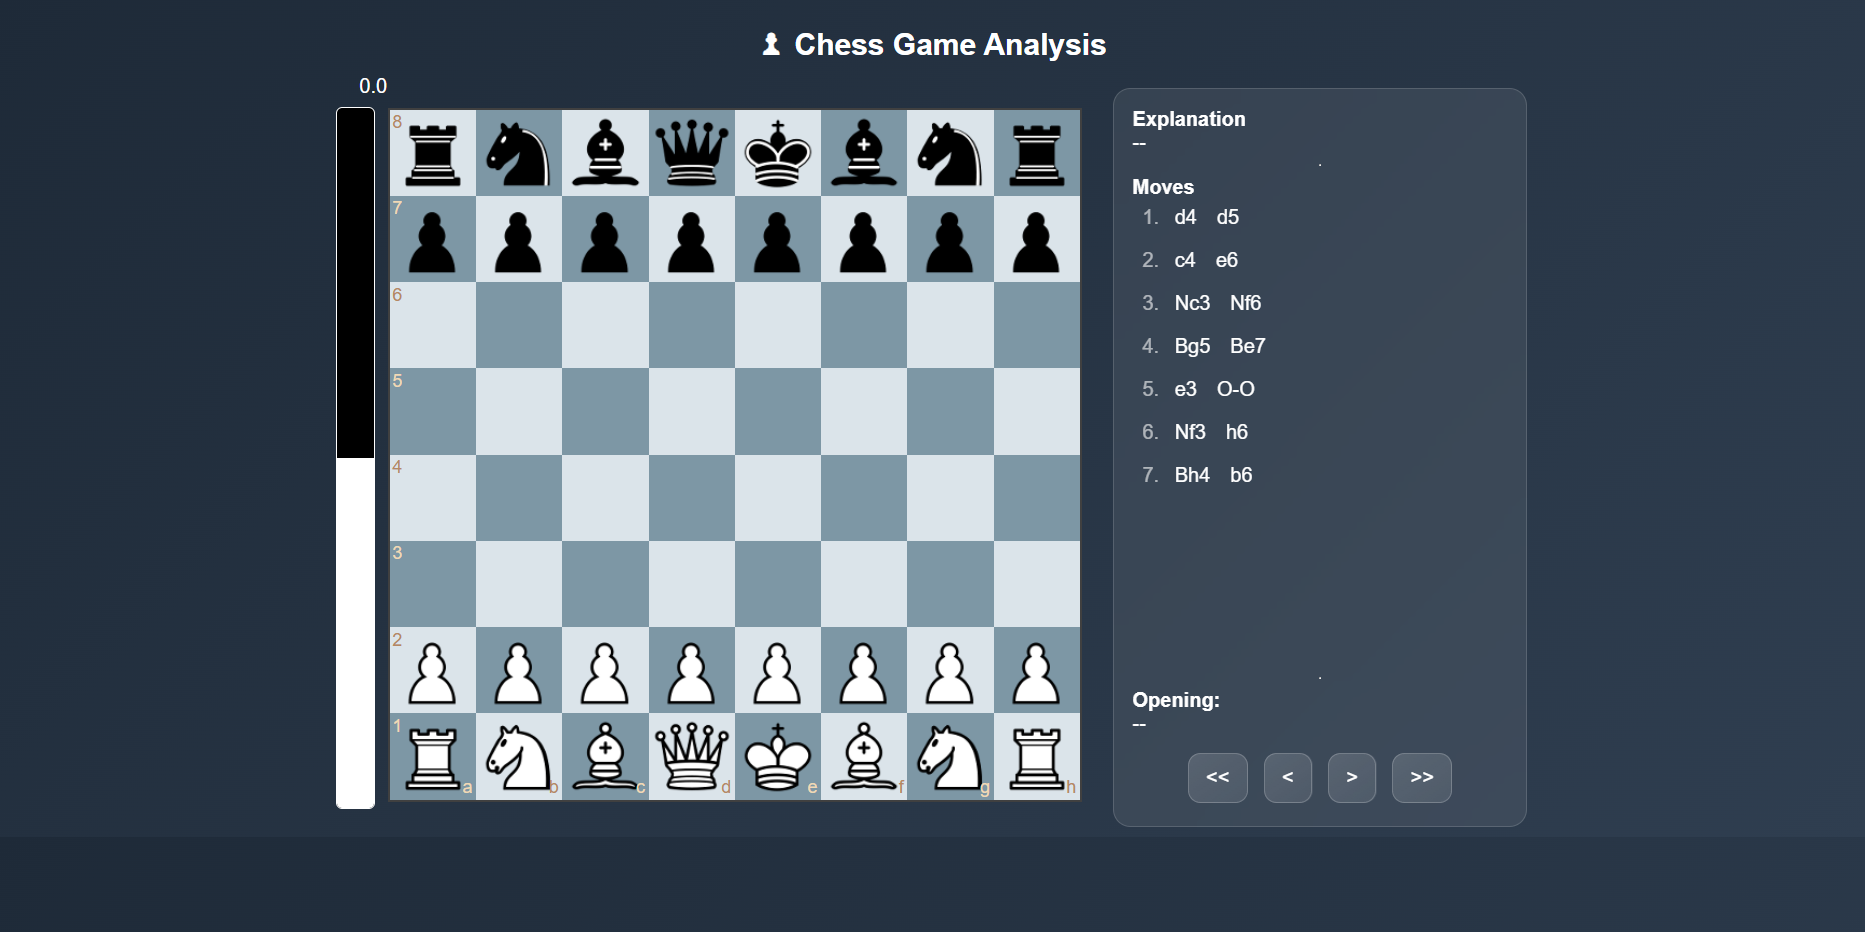 Chess Game Analysis
0.0
8
7
6
5
4
3
2
1
a b c d e f g h
Explanation
--
Moves
1. d4 d5
2. c4 e6
3. Nc3 Nf6
4. Bg5 Be7
5. e3 O-O
6. Nf3 h6
7. Bh4 b6
Opening:
--
<< < > >>